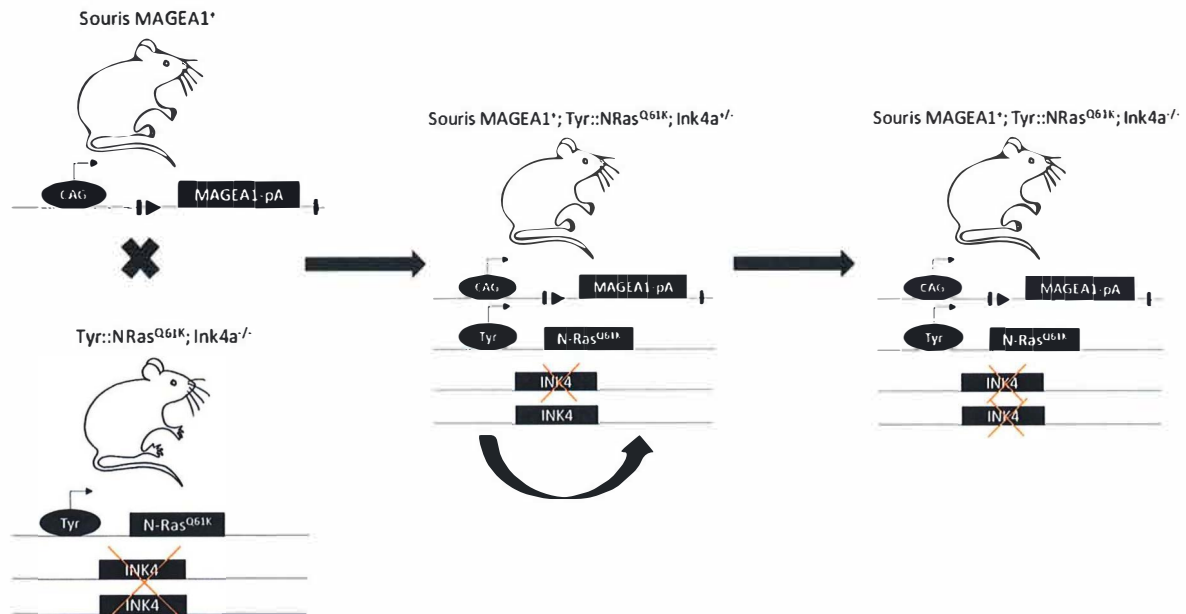 Souris MAGEA1⁺
CAG
MAGEA1-pA
Tyr::NRas^Q61K; Ink4a^-/-
Tyr
N-Ras^Q61K
INK4
INK4
Souris MAGEA1⁺; Tyr::NRas^Q61K; Ink4a^+/-
CAG
MAGEA1-pA
Tyr
N-Ras^Q61K
INK4
INK4
Souris MAGEA1⁺; Tyr::NRas^Q61K; Ink4a^-/-
CAG
MAGEA1-pA
Tyr
N-Ras^Q61K
INK4
INK4